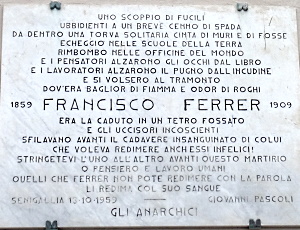 UNO SCOPPIO DI FUCILI
UBBIDIENTI A UN BREVE CENNO DI SPADA
DA DENTRO UNA TORVA SOLITARIA CINTA DI MURI E DI FOSSE
ECHEGGIO NELLE SCUOLE DELLA TERRA
RIMBOMBO NELLE OFFICINE DEL MONDO
E I PENSATORI ALZARONO GLI OCCHI DAL LIBRO
E I LAVORATORI ALZARONO IL PUGNO DALL'INCUDINE
E SI VOLSERO AL TRAMONTO
DOV'ERA BAGLIOR DI FIAMMA E ODOR DI ROGHI
1859 FRANCISCO FERRER 1909
ERA LA CADUTO IN UN TETRO FOSSATO
E GLI UCCISORI INCOSCIENTI
SFILAVANO AVANTI IL CADAVERE INSANGUINATO DI COLUI
CHE VOLEVA REDIMERE ANCH'ESSI INFELICI!
STRINGETEVI L'UNO ALL'ALTRO AVANTI QUESTO MARTIRIO
O PENSIERO E LAVORO UMANI
QUELLI CHE FERRER NON POTE REDIMERE CON LA PAROLA
LI REDIMA COL SUO SANGUE
SENIGALLIA 13-10-1959 GIOVANNI PASCOLI
GLI ANARCHICI